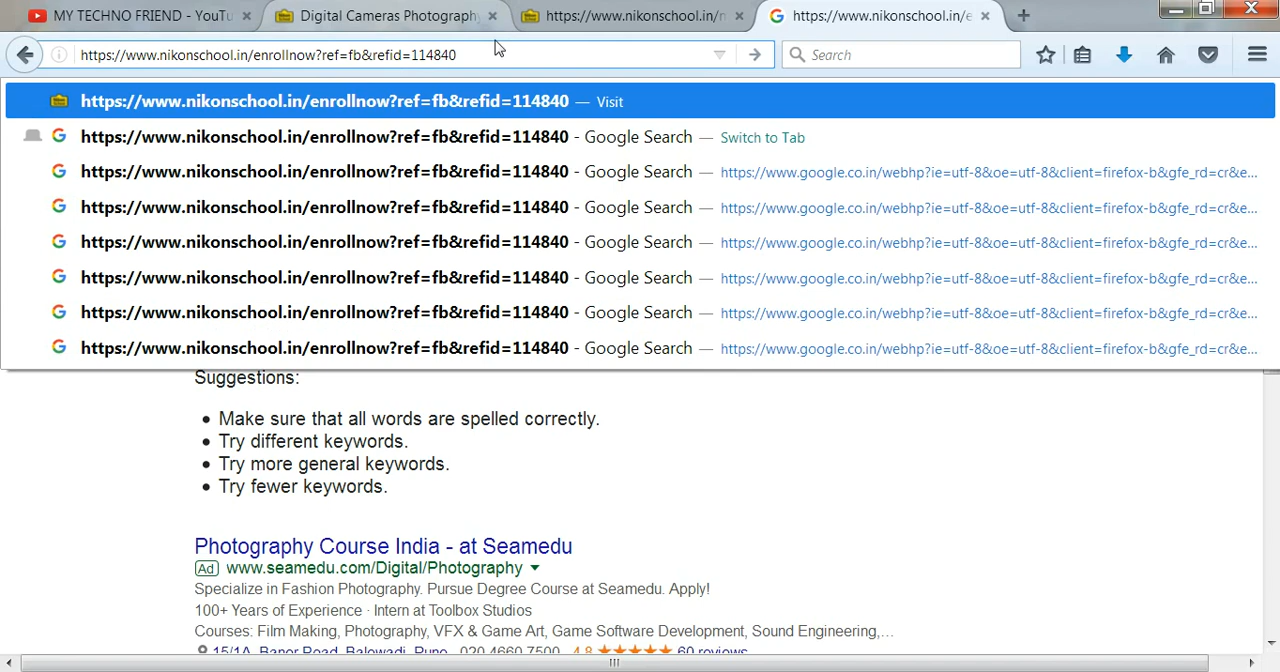 MY TECHNO FRIEND - YouTu
Digital Cameras Photography
https://www.nikonschool.in/n
https://www.nikonschool.in/e
https://www.nikonschool.in/enrollnow?ref=fb&refid=114840
Search
https://www.nikonschool.in/enrollnow?ref=fb&refid=114840 — Visit
https://www.nikonschool.in/enrollnow?ref=fb&refid=114840 - Google Search — Switch to Tab
https://www.nikonschool.in/enrollnow?ref=fb&refid=114840 - Google Search — https://www.google.co.in/webhp?ie=utf-8&oe=utf-8&client=firefox-b&gfe_rd=cr&e...
https://www.nikonschool.in/enrollnow?ref=fb&refid=114840 - Google Search — https://www.google.co.in/webhp?ie=utf-8&oe=utf-8&client=firefox-b&gfe_rd=cr&e...
https://www.nikonschool.in/enrollnow?ref=fb&refid=114840 - Google Search — https://www.google.co.in/webhp?ie=utf-8&oe=utf-8&client=firefox-b&gfe_rd=cr&e...
https://www.nikonschool.in/enrollnow?ref=fb&refid=114840 - Google Search — https://www.google.co.in/webhp?ie=utf-8&oe=utf-8&client=firefox-b&gfe_rd=cr&e...
https://www.nikonschool.in/enrollnow?ref=fb&refid=114840 - Google Search — https://www.google.co.in/webhp?ie=utf-8&oe=utf-8&client=firefox-b&gfe_rd=cr&e...
https://www.nikonschool.in/enrollnow?ref=fb&refid=114840 - Google Search — https://www.google.co.in/webhp?ie=utf-8&oe=utf-8&client=firefox-b&gfe_rd=cr&e...
Suggestions:
• Make sure that all words are spelled correctly.
• Try different keywords.
• Try more general keywords.
• Try fewer keywords.
Photography Course India - at Seamedu
Ad www.seamedu.com/Digital/Photography
Specialize in Fashion Photography. Pursue Degree Course at Seamedu. Apply!
100+ Years of Experience · Intern at Toolbox Studios
Courses: Film Making, Photography, VFX & Game Art, Game Software Development, Sound Engineering,...
15/1A, Baner Road, Balewadi, Pune - 020 4660 7500 4.8 ★★★★★ 60 reviews